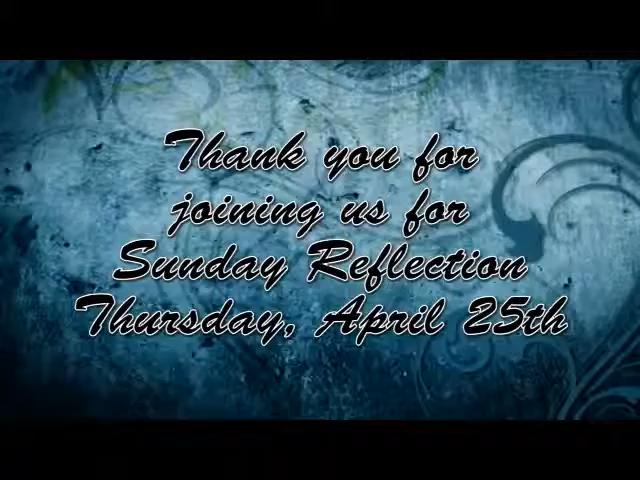 Thank you for
joining us for
Sunday Reflection
Thursday, April 25th